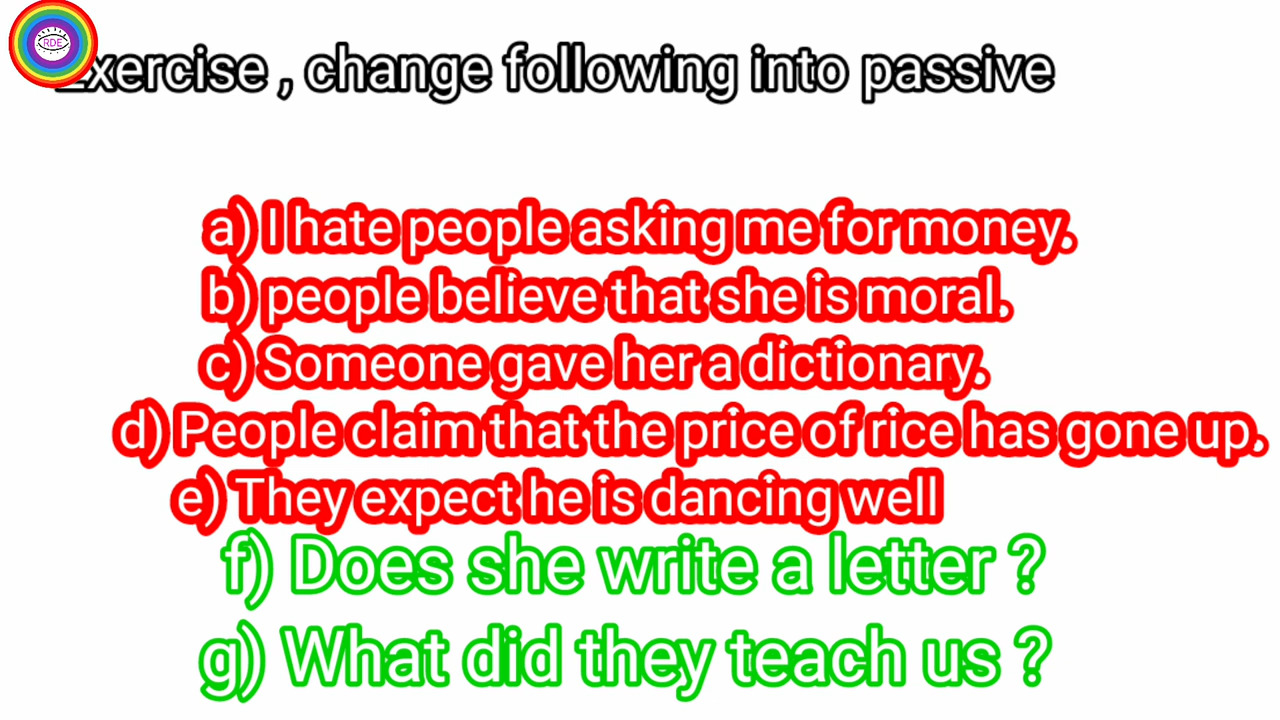 RDE
Exercise , change following into passive
a) I hate people asking me for money.
b) people believe that she is moral.
c) Someone gave her a dictionary.
d) People claim that the price of rice has gone up.
e) They expect he is dancing well
f) Does she write a letter ?
g) What did they teach us ?